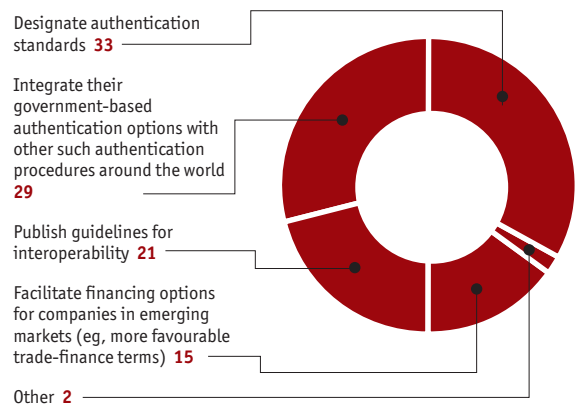 Designate authentication
standards 33
Integrate their
government-based
authentication options with
other such authentication
procedures around the world
29
Publish guidelines for
interoperability 21
Facilitate financing options
for companies in emerging
markets (eg, more favourable
trade-finance terms) 15
Other 2